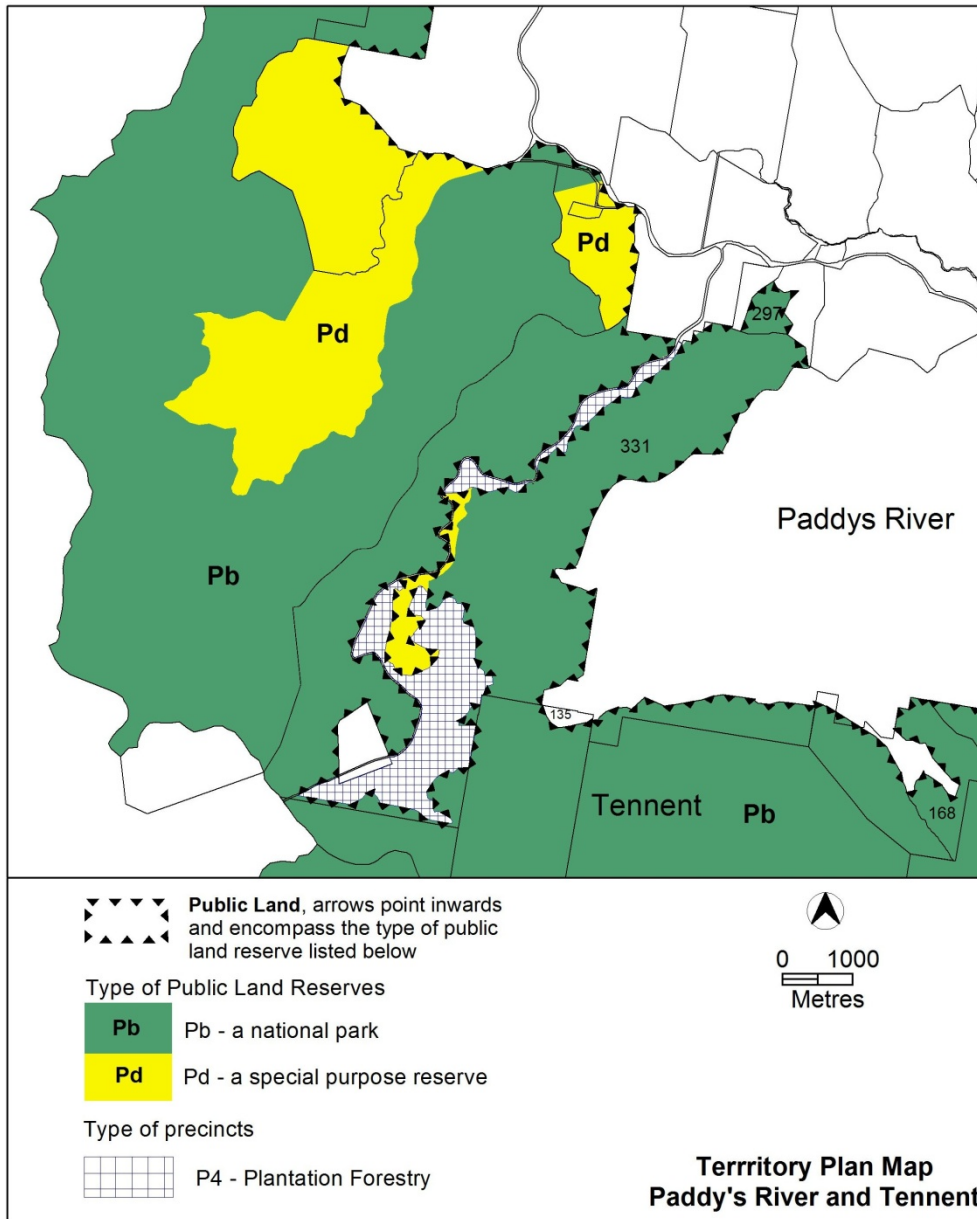 Pd
297
Pd
331
Paddys River
Pb
135
Tennent
Pb
168
Public Land, arrows point inwards
and encompass the type of public
land reserve listed below
0 1000
Metres
Type of Public Land Reserves
Pb Pb - a national park
Pd Pd - a special purpose reserve
Type of precincts
P4 - Plantation Forestry
Terrritory Plan Map
Paddy's River and Tennent